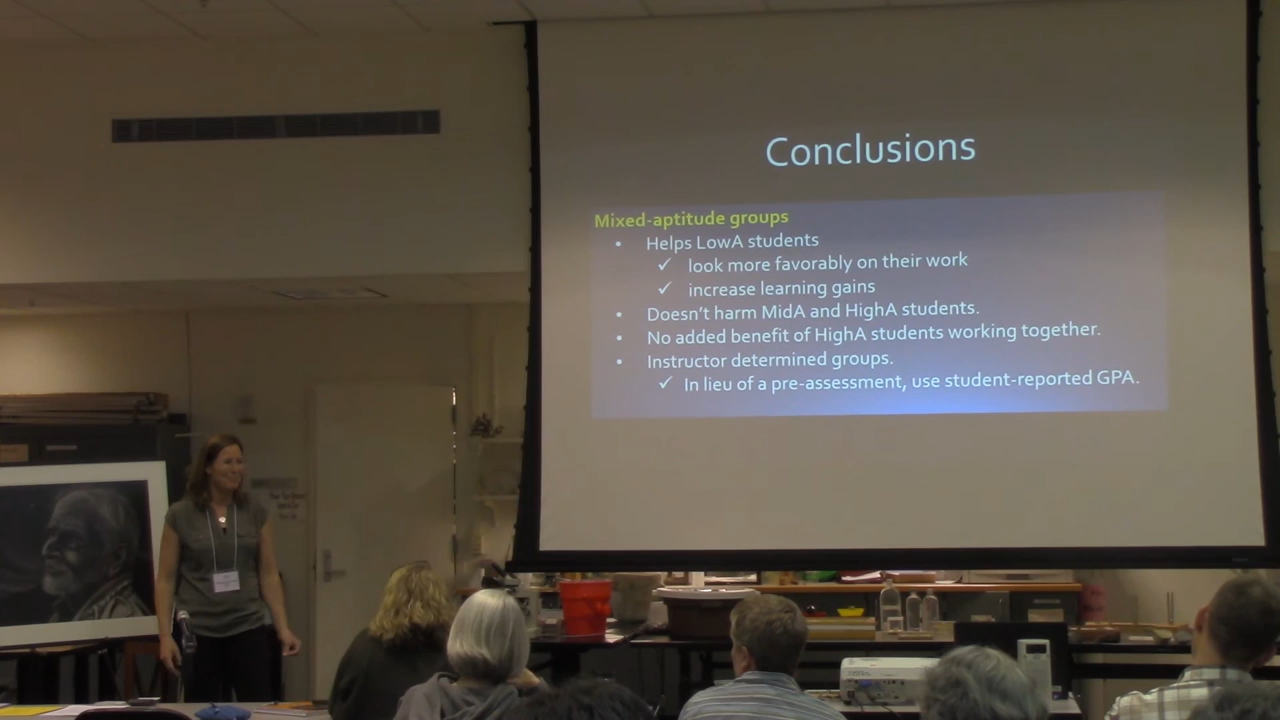 Conclusions
Mixed-aptitude groups
• Helps LowA students
✓ look more favorably on their work
✓ increase learning gains
• Doesn't harm MidA and HighA students.
• No added benefit of HighA students working together.
• Instructor determined groups.
✓ In lieu of a pre-assessment, use student-reported GPA.